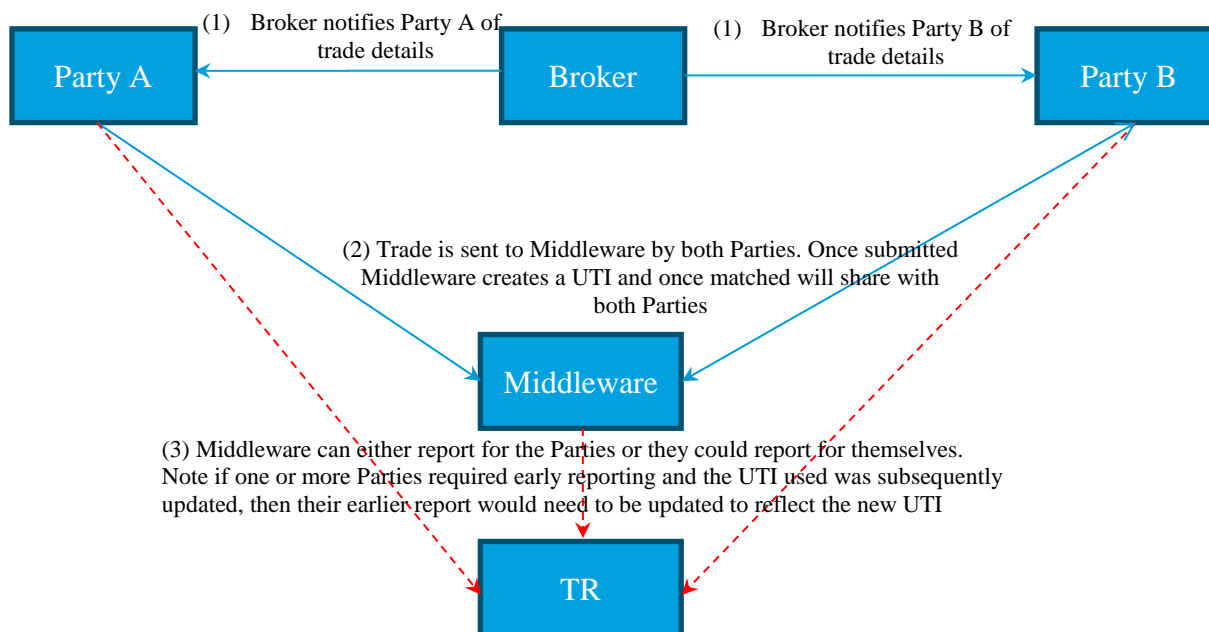 (1) Broker notifies Party A of
trade details
(1) Broker notifies Party B of
trade details
Party A
Broker
Party B
(2) Trade is sent to Middleware by both Parties. Once submitted
Middleware creates a UTI and once matched will share with
both Parties
Middleware
(3) Middleware can either report for the Parties or they could report for themselves.
Note if one or more Parties required early reporting and the UTI used was subsequently
updated, then their earlier report would need to be updated to reflect the new UTI
TR